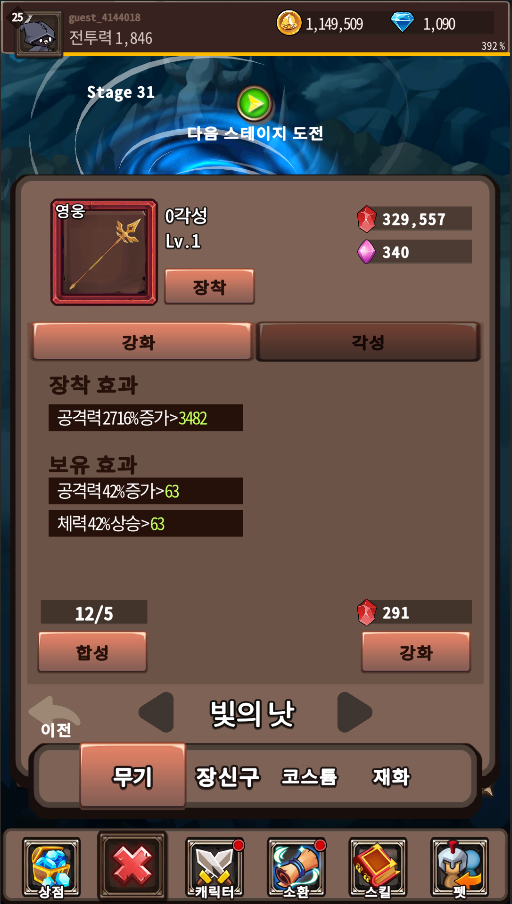 25
guest_4144018
전투력 1,846
1,149,509
1,090
392%
Stage 31
다음 스테이지 도전
영웅
0각성
Lv.1
장착
329,557
340
강화
각성
장착 효과
공격력2716%증가>3482
보유 효과
공격력42%증가>63
체력42%상승>63
12/5
합성
291
강화
이전
빛의 낫
무기
장신구
코스튬
재화
상점
캐릭터
소환
스킬
펫